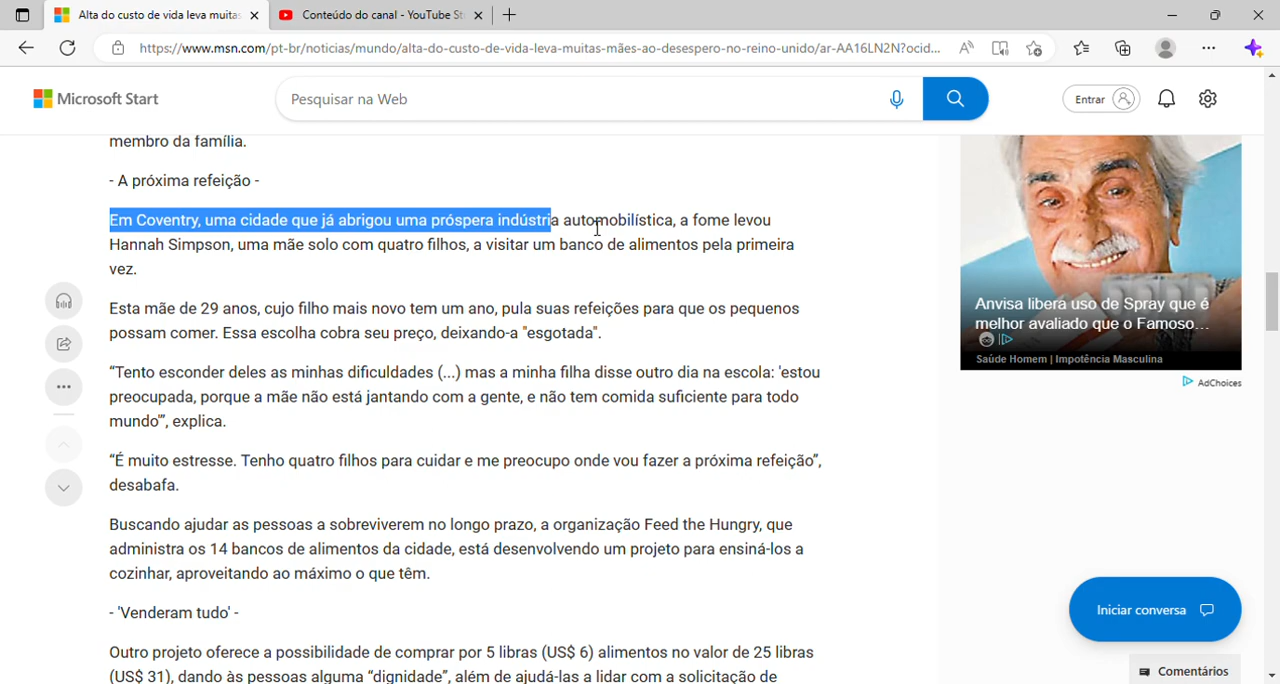 Alta do custo de vida leva muitas
Conteúdo do canal - YouTube St
https://www.msn.com/pt-br/noticias/mundo/alta-do-custo-de-vida-leva-muitas-mães-ao-desespero-no-reino-unido/ar-AA16LN2N?ocid...
Microsoft Start
Pesquisar na Web
Entrar
membro da família.
- A próxima refeição -
Em Coventry, uma cidade que já abrigou uma próspera indústria automobilística, a fome levou
Hannah Simpson, uma mãe solo com quatro filhos, a visitar um banco de alimentos pela primeira
vez.
Esta mãe de 29 anos, cujo filho mais novo tem um ano, pula suas refeições para que os pequenos
possam comer. Essa escolha cobra seu preço, deixando-a "esgotada".
“Tento esconder deles as minhas dificuldades (...) mas a minha filha disse outro dia na escola: 'estou
preocupada, porque a mãe não está jantando com a gente, e não tem comida suficiente para todo
mundo'”, explica.
“É muito estresse. Tenho quatro filhos para cuidar e me preocupo onde vou fazer a próxima refeição”,
desabafa.
Buscando ajudar as pessoas a sobreviverem no longo prazo, a organização Feed the Hungry, que
administra os 14 bancos de alimentos da cidade, está desenvolvendo um projeto para ensiná-los a
cozinhar, aproveitando ao máximo o que têm.
- 'Venderam tudo' -
Outro projeto oferece a possibilidade de comprar por 5 libras (US$ 6) alimentos no valor de 25 libras
(US$ 31), dando às pessoas alguma “dignidade”, além de ajudá-las a lidar com a solicitação de
Anvisa libera uso de Spray que é
melhor avaliado que o Famoso...
Saúde Homem | Impotência Masculina
AdChoices
Iniciar conversa
Comentários